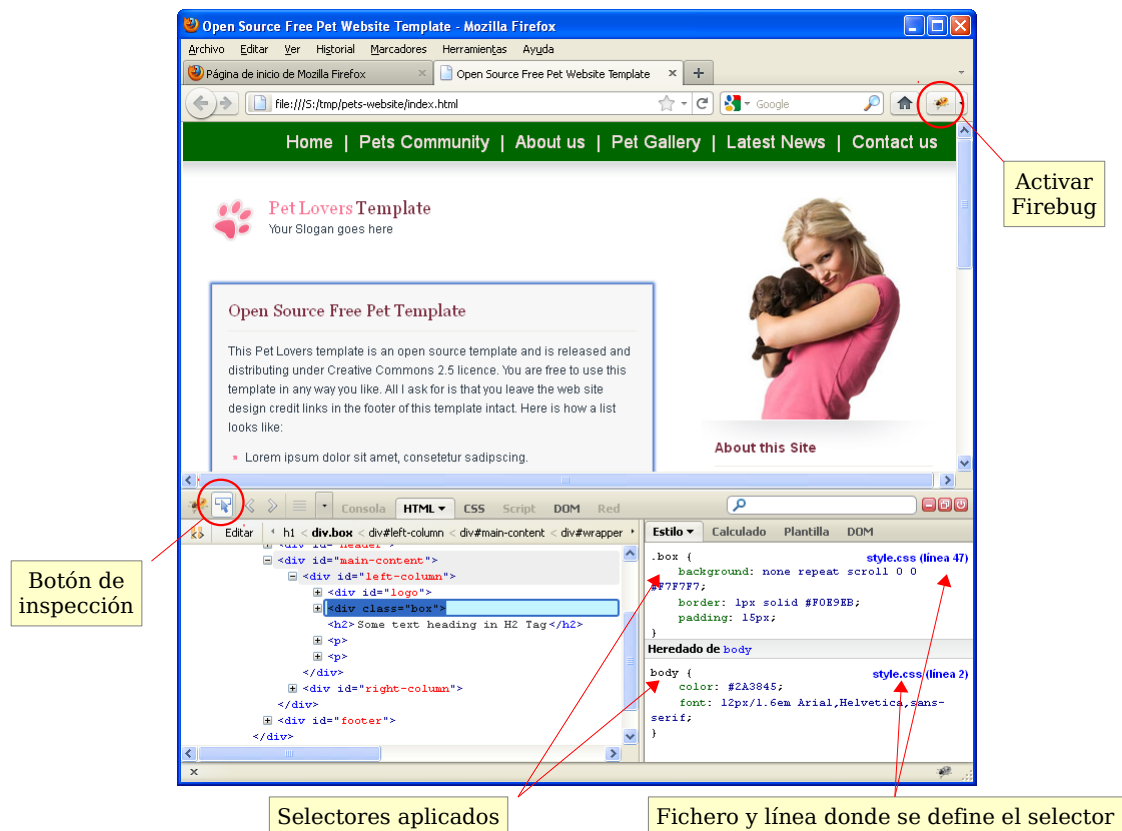 Open Source Free Pet Website Template - Mozilla Firefox
Archivo Editar Ver Historial Marcadores Herramientas Ayuda
Página de inicio de Mozilla Firefox × Open Source Free Pet Website Template × +
file:///S:/tmp/pets-website/index.html Google
Home | Pets Community | About us | Pet Gallery | Latest News | Contact us
Activar
Firebug
Pet Lovers Template
Your Slogan goes here
Open Source Free Pet Template
This Pet Lovers template is an open source template and is released and
distributing under Creative Commons 2.5 licence. You are free to use this
template in any way you like. All I ask for is that you leave the web site
design credit links in the footer of this template intact. Here is how a list
looks like:
Lorem ipsum dolor sit amet, consetetur sadipscing.
About this Site
Consola HTML CSS Script DOM Red
Editar h1 < div.box < div#left-column < div#main-content < div#wrapper
Estilo Calculado Plantilla DOM
Botón de
inspección
<div id="header">
<div id="main-content">
<div id="left-column">
<div id="logo">
<div class="box">
<h2>Some text heading in H2 Tag</h2>
<p>
<p>
</div>
<div id="right-column">
</div>
<div id="footer">
</div>
.box { style.css (línea 47)
background: none repeat scroll 0 0
#F7F7F7;
border: 1px solid #F0E9EB;
padding: 15px;
}
Heredado de body
body { style.css (línea 2)
color: #2A3845;
font: 12px/1.6em Arial,Helvetica,sans-
serif;
}
x
Selectores aplicados
Fichero y línea donde se define el selector